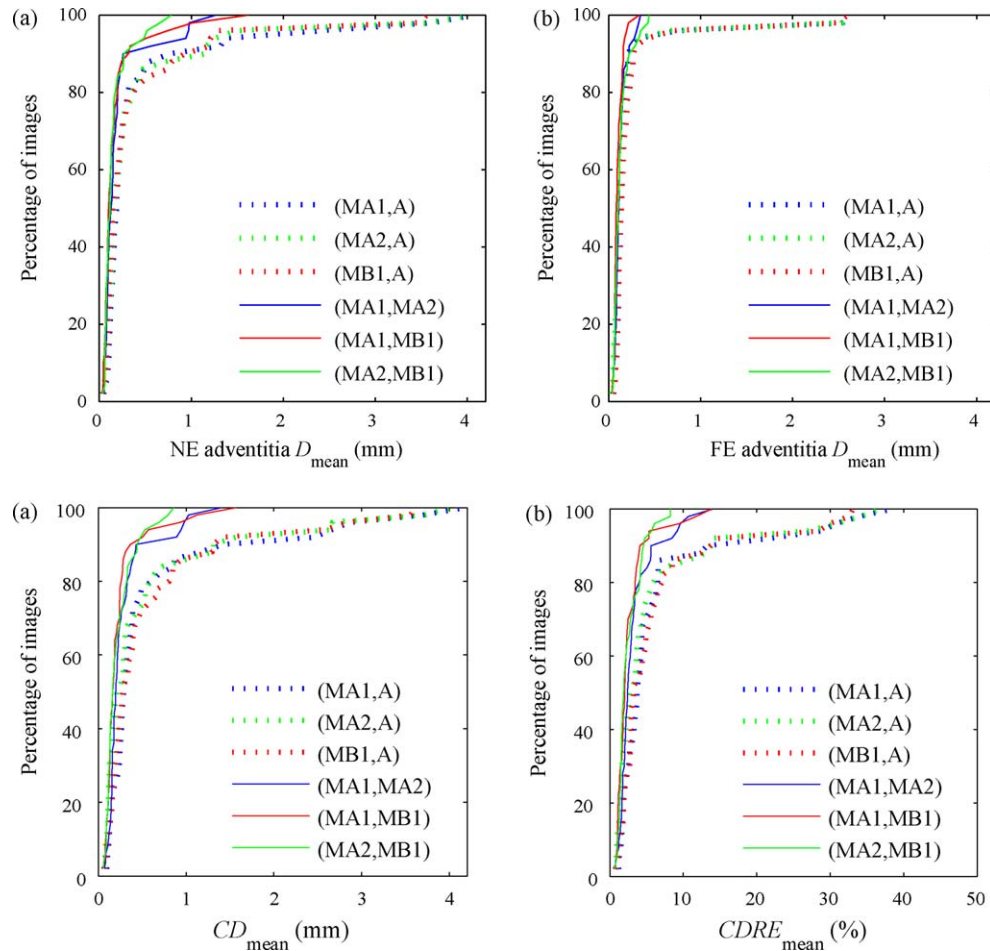 (a)
Percentage of images
100
80
60
40
20
0
(MA1,A)
(MA2,A)
(MB1,A)
(MA1,MA2)
(MA1,MB1)
(MA2,MB1)
0 1 2 3 4
NE adventitia D_mean (mm)
(b)
Percentage of images
100
80
60
40
20
0
(MA1,A)
(MA2,A)
(MB1,A)
(MA1,MA2)
(MA1,MB1)
(MA2,MB1)
0 1 2 3 4
FE adventitia D_mean (mm)
(a)
Percentage of images
100
80
60
40
20
0
(MA1,A)
(MA2,A)
(MB1,A)
(MA1,MA2)
(MA1,MB1)
(MA2,MB1)
0 1 2 3 4
CD_mean (mm)
(b)
Percentage of images
100
80
60
40
20
0
(MA1,A)
(MA2,A)
(MB1,A)
(MA1,MA2)
(MA1,MB1)
(MA2,MB1)
0 10 20 30 40 50
CDRE_mean (%)